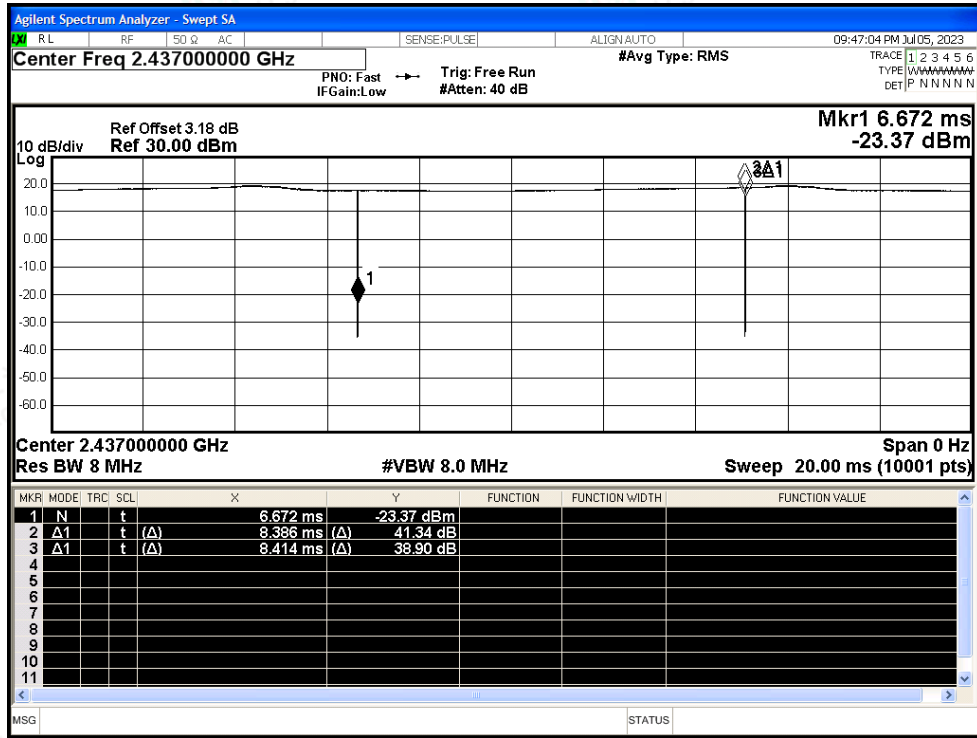 Agilent Spectrum Analyzer - Swept SA
LXI RL RF 50 Ω AC SENSE:PULSE ALIGN AUTO 09:47:04 PM Jul 05, 2023
Center Freq 2.437000000 GHz #Avg Type: RMS TRACE 1 2 3 4 5 6
PNO: Fast Trig: Free Run TYPE WWWWWW
IFGain:Low #Atten: 40 dB DET P N N N N N
Mkr1 6.672 ms
-23.37 dBm
Ref Offset 3.18 dB
10 dB/div Ref 30.00 dBm
Log
20.0
10.0
0.00
-10.0
-20.0
-30.0
-40.0
-50.0
-60.0
1
3Δ1
Center 2.437000000 GHz Span 0 Hz
Res BW 8 MHz #VBW 8.0 MHz Sweep 20.00 ms (10001 pts)
MKR MODE TRC SCL X Y FUNCTION FUNCTION WIDTH FUNCTION VALUE
1 N t 6.672 ms -23.37 dBm
2 Δ1 t (Δ) 8.386 ms (Δ) 41.34 dB
3 Δ1 t (Δ) 8.414 ms (Δ) 38.90 dB
4
5
6
7
8
9
10
11
MSG STATUS